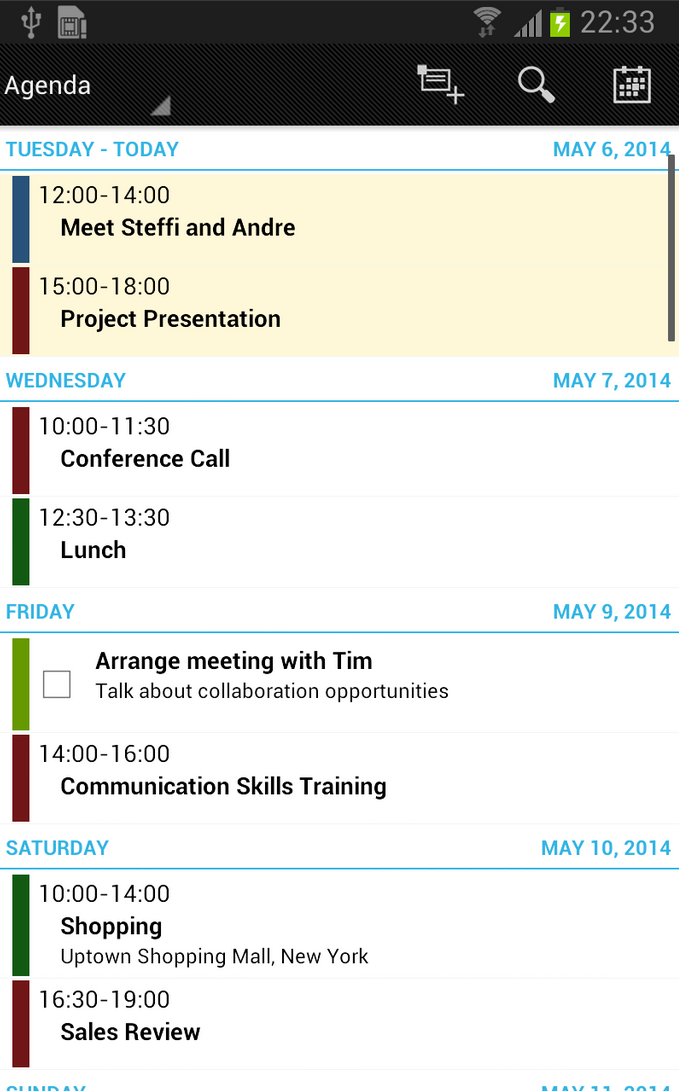 22:33
Agenda
TUESDAY - TODAY MAY 6, 2014
12:00-14:00
Meet Steffi and Andre
15:00-18:00
Project Presentation
WEDNESDAY MAY 7, 2014
10:00-11:30
Conference Call
12:30-13:30
Lunch
FRIDAY MAY 9, 2014
Arrange meeting with Tim
Talk about collaboration opportunities
14:00-16:00
Communication Skills Training
SATURDAY MAY 10, 2014
10:00-14:00
Shopping
Uptown Shopping Mall, New York
16:30-19:00
Sales Review
SUNDAY MAY 11, 2014